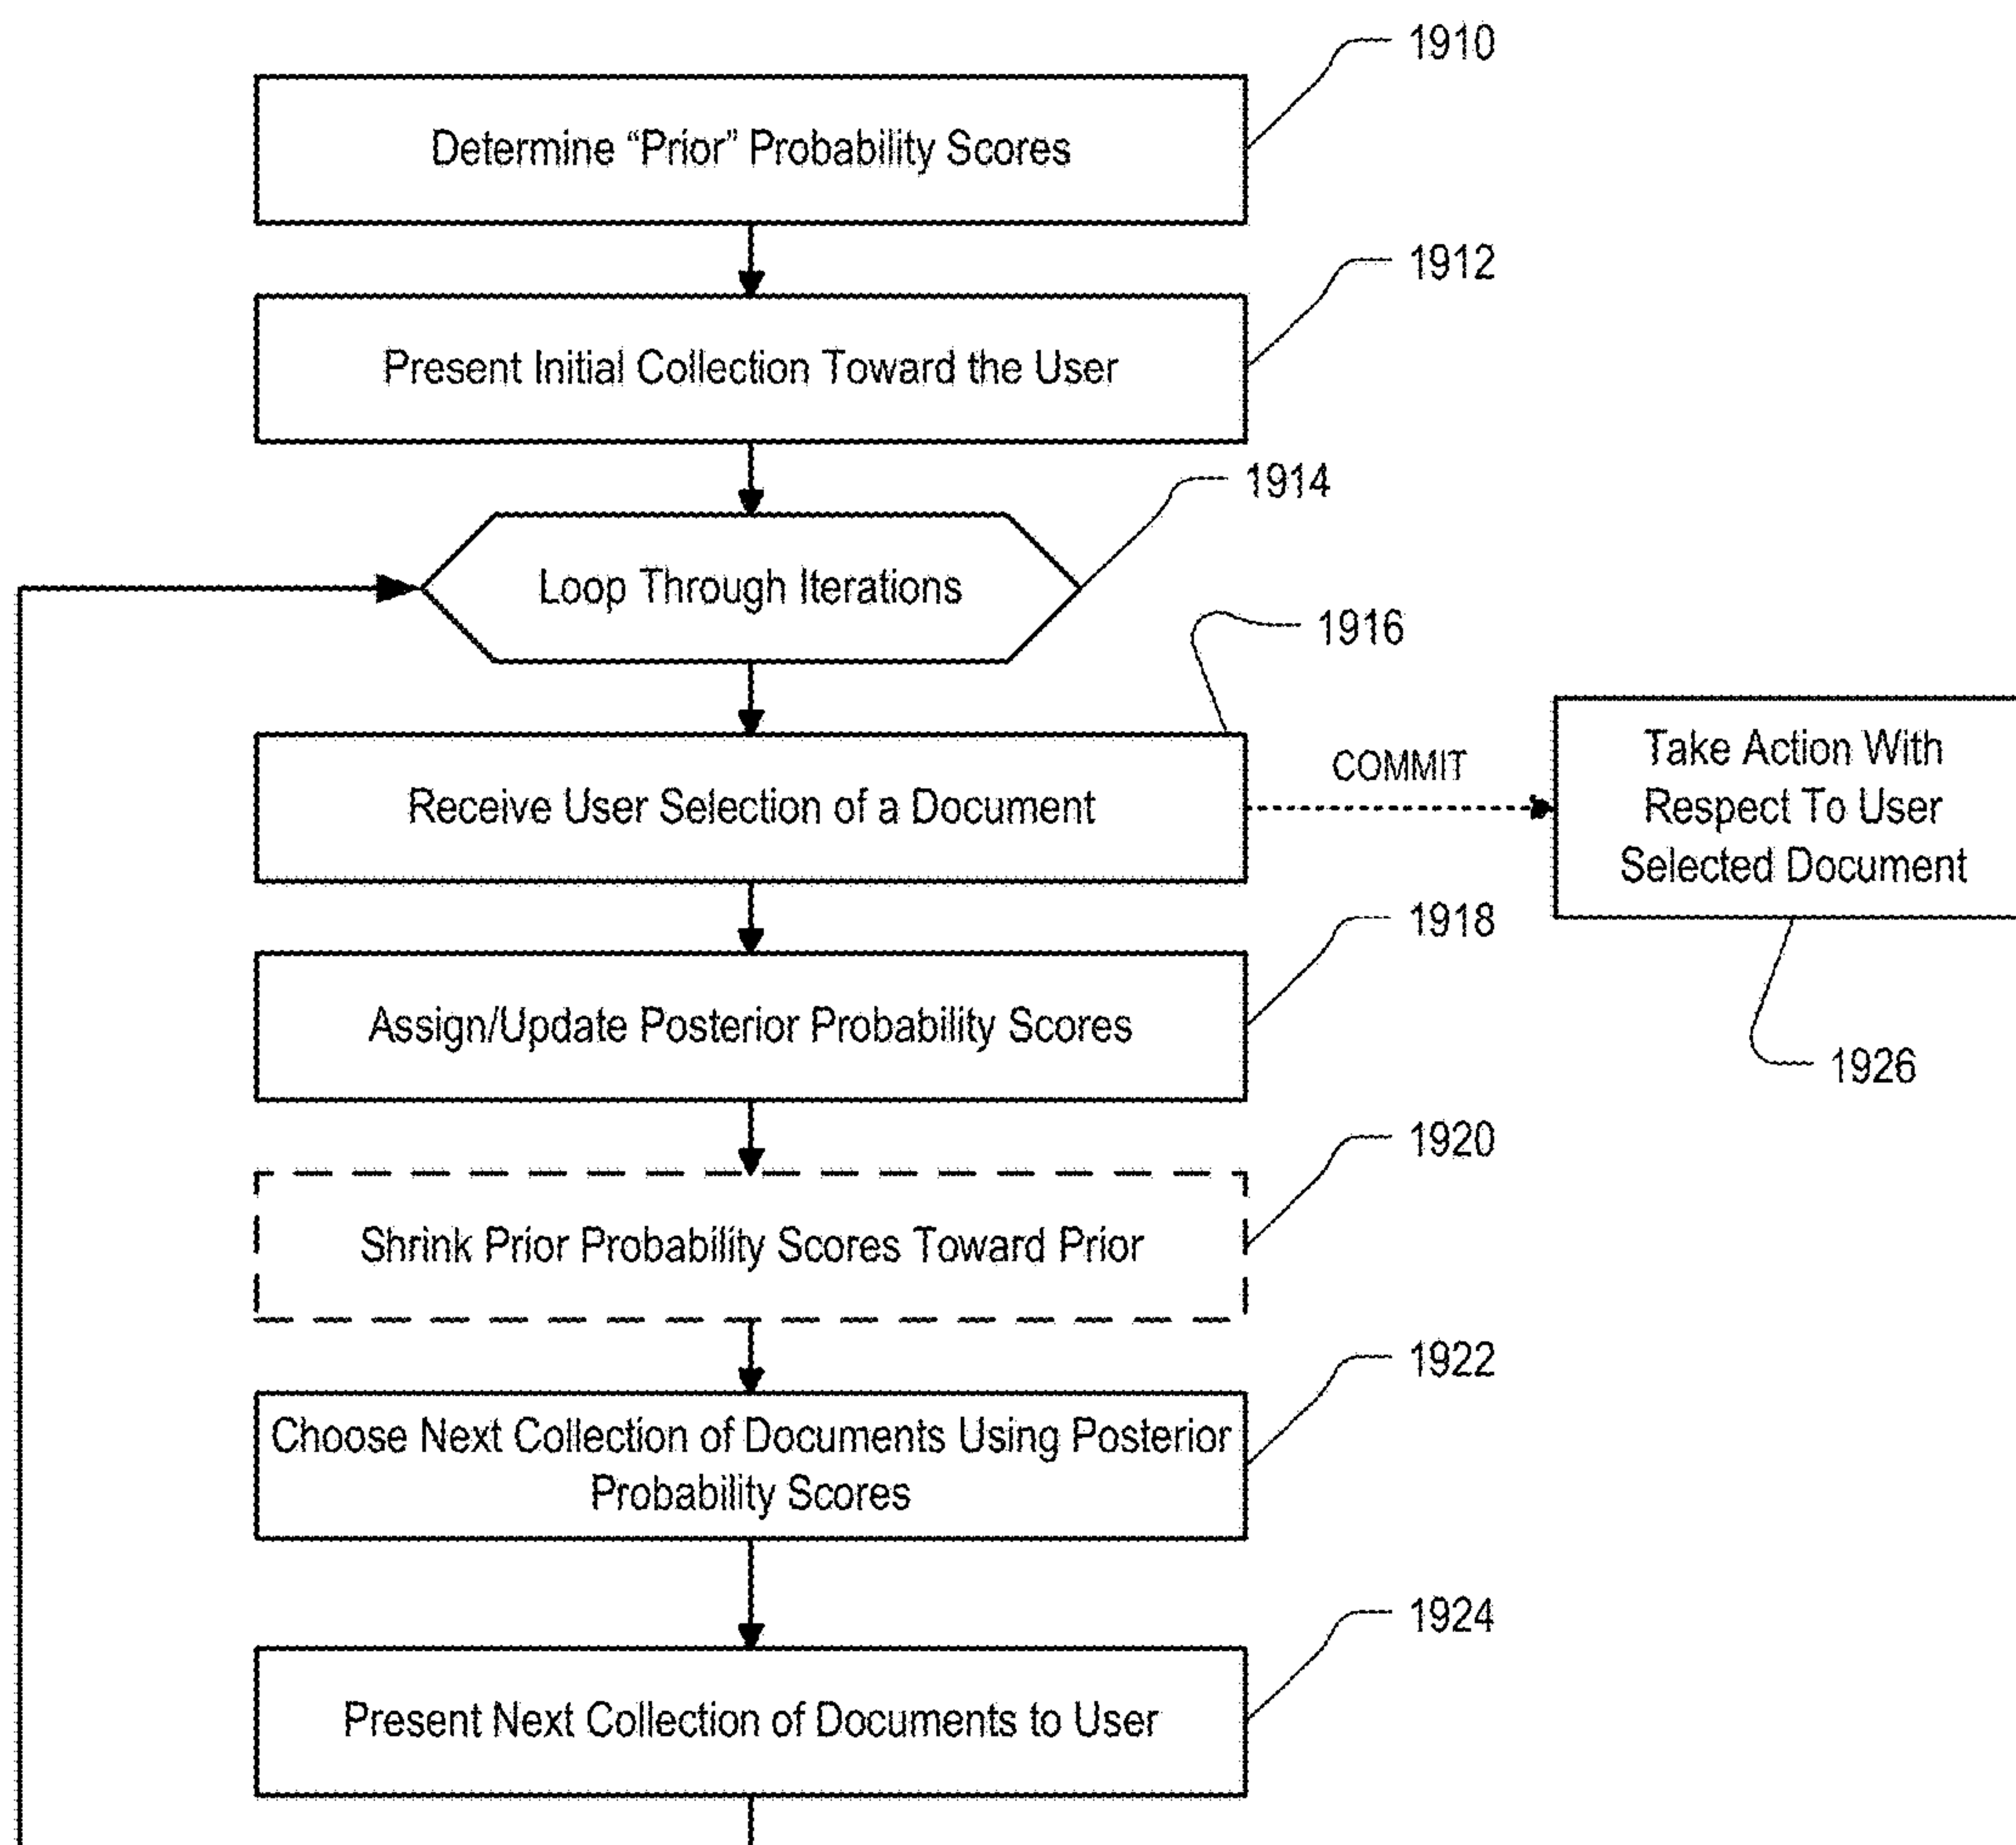 1910
Determine “Prior” Probability Scores
1912
Present Initial Collection Toward the User
1914
Loop Through Iterations
1916
Receive User Selection of a Document
COMMIT
Take Action With
Respect To User
Selected Document
1918
Assign/Update Posterior Probability Scores
1926
1920
Shrink Prior Probability Scores Toward Prior
1922
Choose Next Collection of Documents Using Posterior
Probability Scores
1924
Present Next Collection of Documents to User